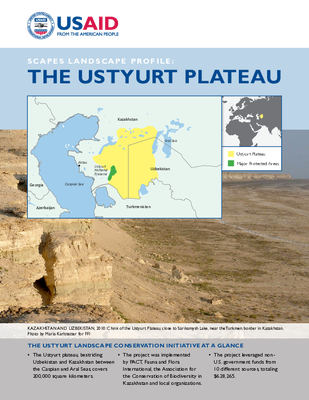 USAID
FROM THE AMERICAN PEOPLE
SCAPES LANDSCAPE PROFILE:
THE USTYURT PLATEAU
Kazakhstan
Aral Sea
Aktau
Ustyurt
National
Preserve
Uzbekistan
Georgia
Caspian Sea
Azerbaijan
Turkmenistan
Ustyurt Plateau
Major Protected Areas
KAZAKHSTAN AND UZBEKISTAN, 2010: Chink of the Ustyurt Plateau close to Sarikamysh Lake, near the Turkmen border in Kazakhstan.
Photo by Maria Karlstetter for FFI
THE USTYURT LANDSCAPE CONSERVATION INITIATIVE AT A GLANCE
• The Ustyurt plateau, bestriding
Uzbekistan and Kazakhstan between
the Caspian and Aral Seas, covers
200,000 square kilometers.
• The project was implemented
by PACT, Fauna and Flora
International, the Association for
the Conservation of Biodiversity in
Kazakhstan and local organizations.
• The project leveraged non-
U.S. government funds from
10 different sources, totaling
$628,265.